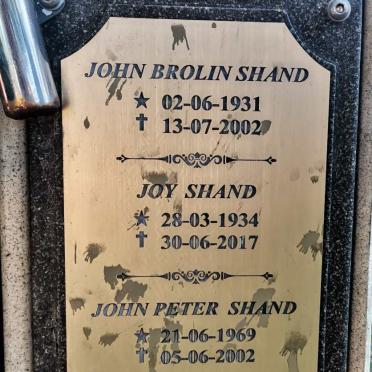 JOHN BROLIN SHAND
★ 02-06-1931
✝ 13-07-2002
JOY SHAND
★ 28-03-1934
✝ 30-06-2017
JOHN PETER SHAND
★ 21-06-1969
✝ 05-06-2002